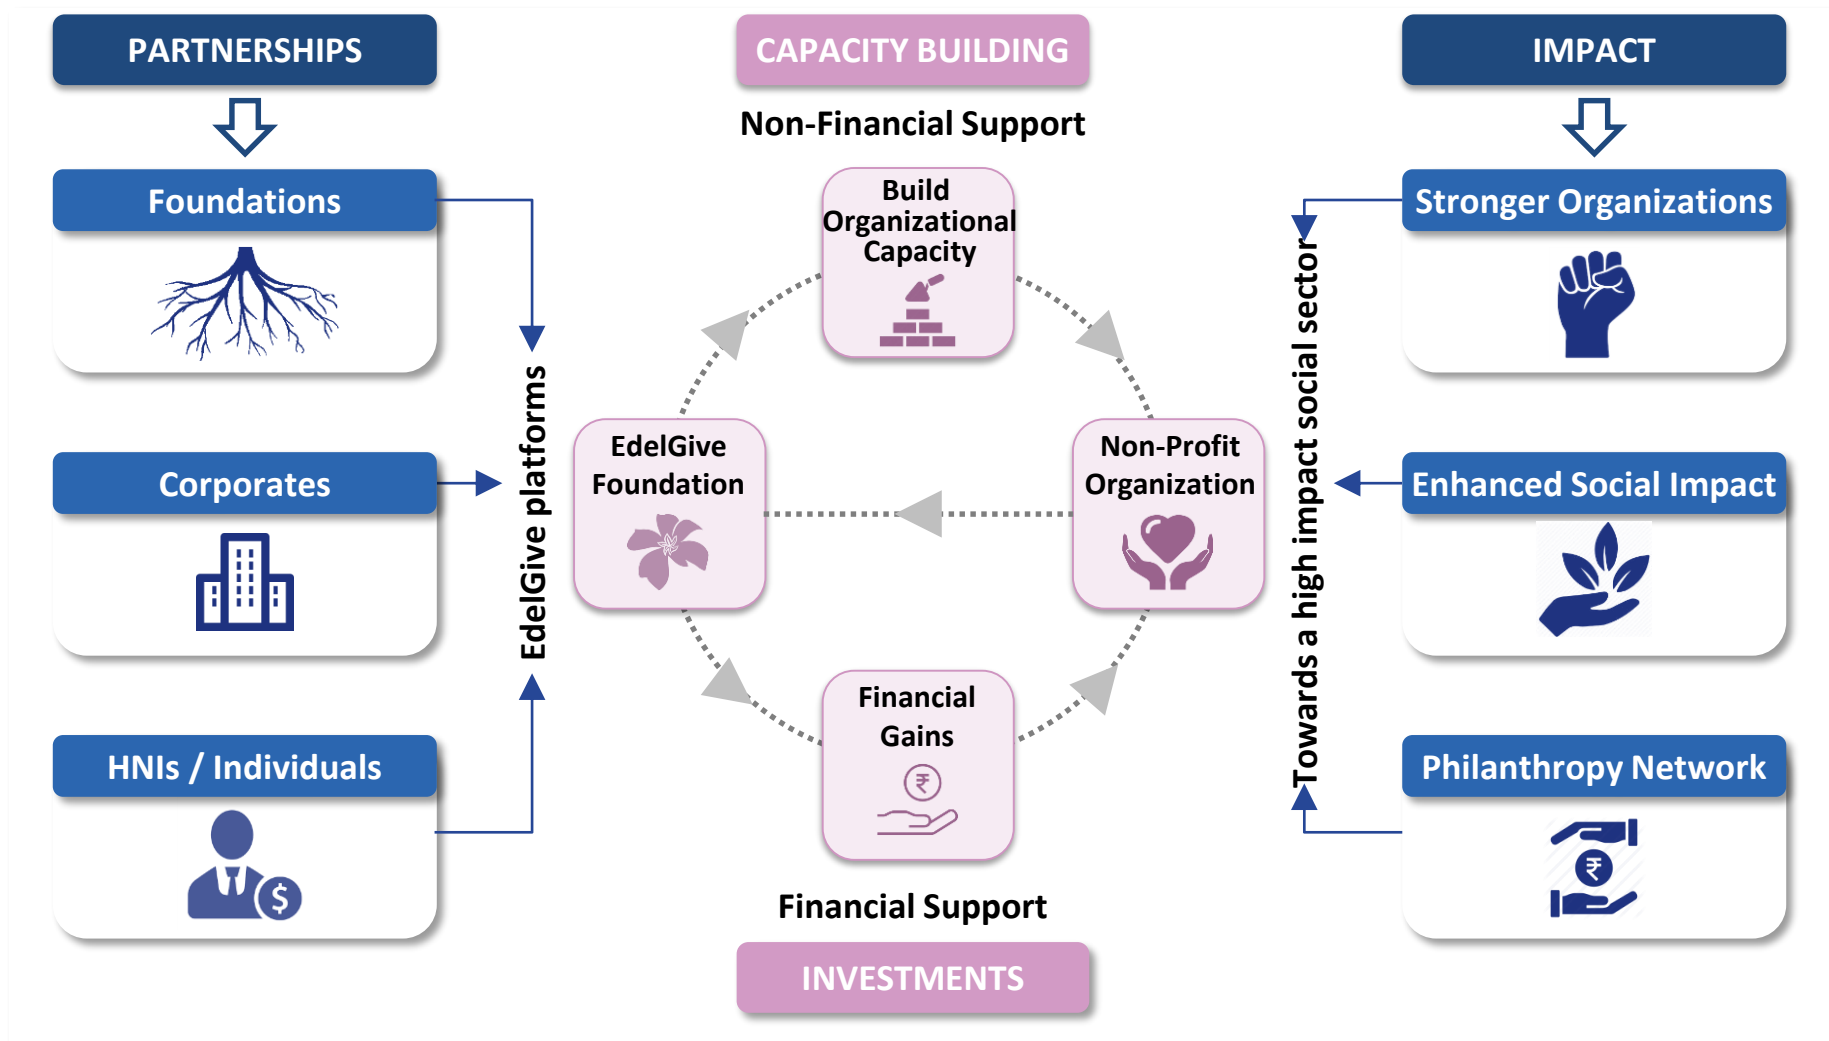 PARTNERSHIPS
Foundations
Corporates
HNIs / Individuals
$
EdelGive platforms
CAPACITY BUILDING
Non-Financial Support
Build
Organizational
Capacity
EdelGive
Foundation
Non-Profit
Organization
Financial
Gains
₹
Financial Support
INVESTMENTS
Towards a high impact social sector
IMPACT
Stronger Organizations
Enhanced Social Impact
Philanthropy Network
₹